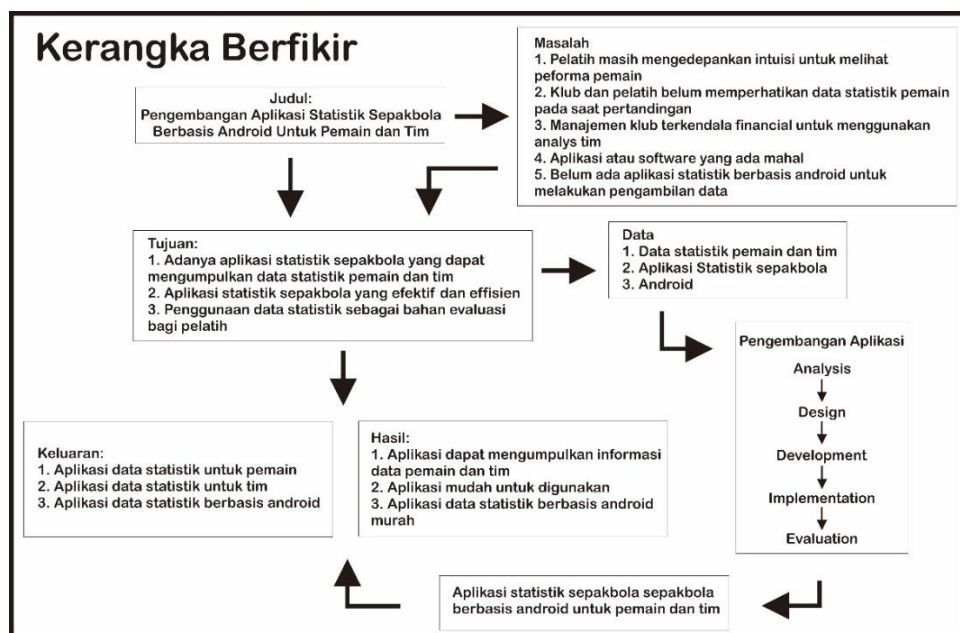 Kerangka Berfikir
Judul:
Pengembangan Aplikasi Statistik Sepakbola
Berbasis Android Untuk Pemain dan Tim
Masalah
1. Pelatih masih mengedepankan intuisi untuk melihat
peforma pemain
2. Klub dan pelatih belum memperhatikan data statistik pemain
pada saat pertandingan
3. Manajemen klub terkendala financial untuk menggunakan
analys tim
4. Aplikasi atau software yang ada mahal
5. Belum ada aplikasi statistik berbasis android untuk
melakukan pengambilan data
Tujuan:
1. Adanya aplikasi statistik sepakbola yang dapat
mengumpulkan data statistik pemain dan tim
2. Aplikasi statistik sepakbola yang efektif dan effisien
3. Penggunaan data statistik sebagai bahan evaluasi
bagi pelatih
Data
1. Data statistik pemain dan tim
2. Aplikasi Statistik sepakbola
3. Android
Pengembangan Aplikasi
Analysis
Design
Development
Implementation
Evaluation
Keluaran:
1. Aplikasi data statistik untuk pemain
2. Aplikasi data statistik untuk tim
3. Aplikasi data statistik berbasis android
Hasil:
1. Aplikasi dapat mengumpulkan informasi
data pemain dan tim
2. Aplikasi mudah untuk digunakan
3. Aplikasi data statistik berbasis android
murah
Aplikasi statistik sepakbola sepakbola
berbasis android untuk pemain dan tim